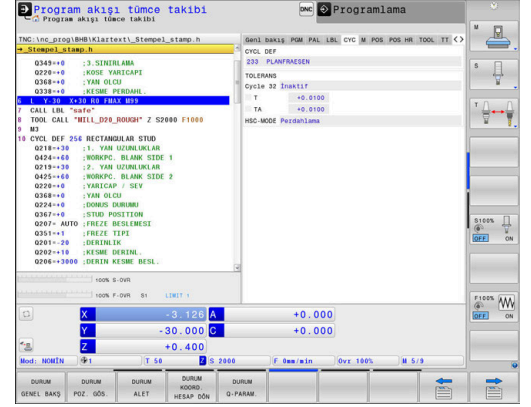 Program akışı tümce takibi
Program akışı tümce takibi
DNC
Programlama
TNC:\nc_prog\BHB\Klartext\_Stempel_stamp.h
→_Stempel_stamp.h
Q349=+0 ;3.SINIRLAMA
Q220=+0 ;KOSE YARICAPI
Q368=+0 ;YAN OLCU
Q338=+0 ;KESME PERDAHL.
6 L Y-30 X+30 R0 FMAX M99
7 CALL LBL "safe"
8 TOOL CALL "MILL_D20_ROUGH" Z S2000 F1000
9 M3
10 CYCL DEF 256 RECTANGULAR STUD
Q218=+30 ;1. YAN UZUNLUKLAR
Q424=+60 ;WORKPC. BLANK SIDE 1
Q219=+30 ;2. YAN UZUNLUKLAR
Q425=+60 ;WORKPC. BLANK SIDE 2
Q220=+0 ;YARICAP / SEV
Q368=+0 ;YAN OLCU
Q224=+0 ;DONUS DURUMU
Q367=+0 ;STUD POSITION
Q207= AUTO ;FREZE BESLEMESI
Q351=+1 ;FREZE TIPI
Q201=-20 ;DERINLIK
Q202=+10 ;KESME DERINL.
Q206=+3000 ;DERIN KESME BESL.
100% S-OVR
100% F-OVR S1 LIMIT 1
Genl bakış PGM PAL LBL CYC M POS POS HR TOOL TT
CYCL DEF
233 PLANFRAESEN
TOLERANS
Cycle 32 İnaktif
T +0.0100
TA +0.0100
HSC-MODE Perdahlama
X -3.126 A +0.000
Y -30.000 C +0.000
Z +0.400
Mod: NOMİN 1 T 50 Z S 2000 F 0mm/min Ovr 100% M 5/9
DURUM GENEL BAKŞ
DURUM POZ. GÖS.
DURUM ALET
DURUM KOORD. HESAP DÖN
DURUM Q-PARAM.
M
S
T
S100%
OFF ON
F100%
OFF ON